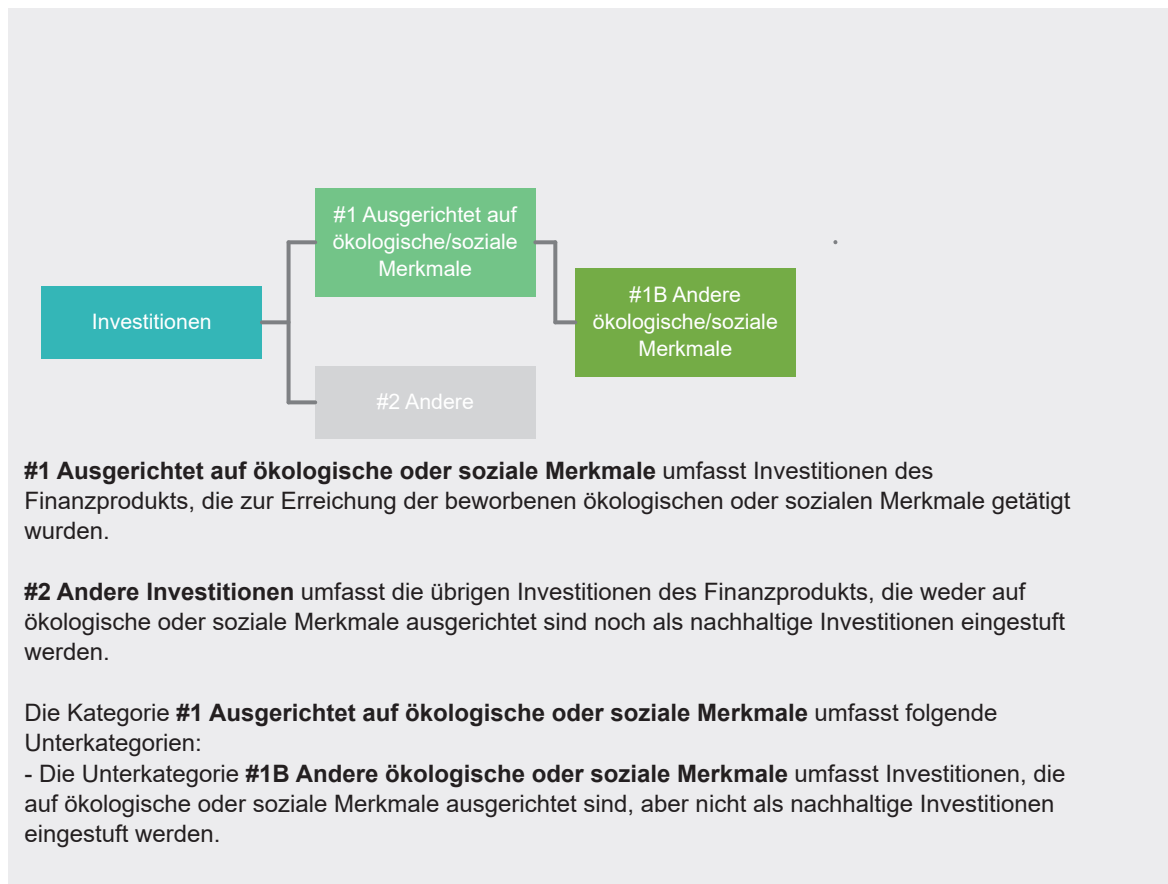 #1 Ausgerichtet auf
ökologische/soziale
Merkmale
#1B Andere
ökologische/soziale
Merkmale
Investitionen
#2 Andere
#1 Ausgerichtet auf ökologische oder soziale Merkmale umfasst Investitionen des
Finanzprodukts, die zur Erreichung der beworbenen ökologischen oder sozialen Merkmale getätigt
wurden.
#2 Andere Investitionen umfasst die übrigen Investitionen des Finanzprodukts, die weder auf
ökologische oder soziale Merkmale ausgerichtet sind noch als nachhaltige Investitionen eingestuft
werden.
Die Kategorie #1 Ausgerichtet auf ökologische oder soziale Merkmale umfasst folgende
Unterkategorien:
- Die Unterkategorie #1B Andere ökologische oder soziale Merkmale umfasst Investitionen, die
auf ökologische oder soziale Merkmale ausgerichtet sind, aber nicht als nachhaltige Investitionen
eingestuft werden.